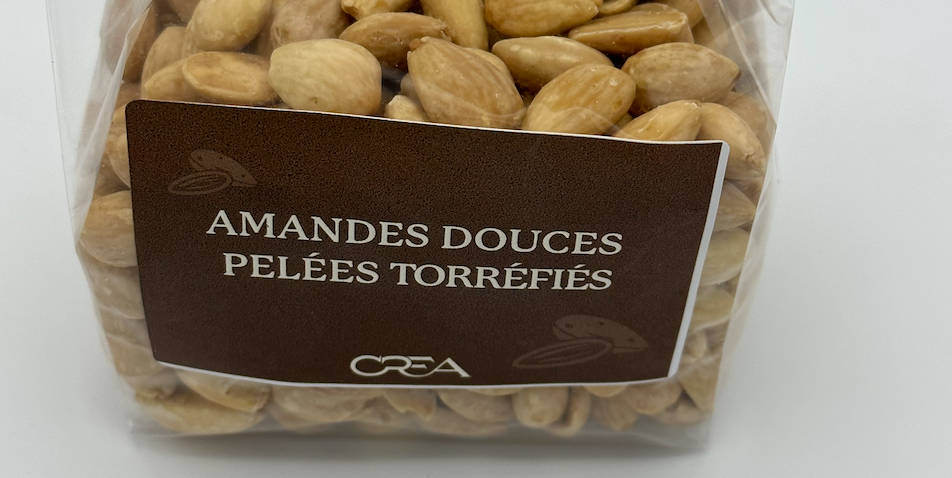 AMANDES DOUCES
PELÉES TORRÉFIÉS
CREA